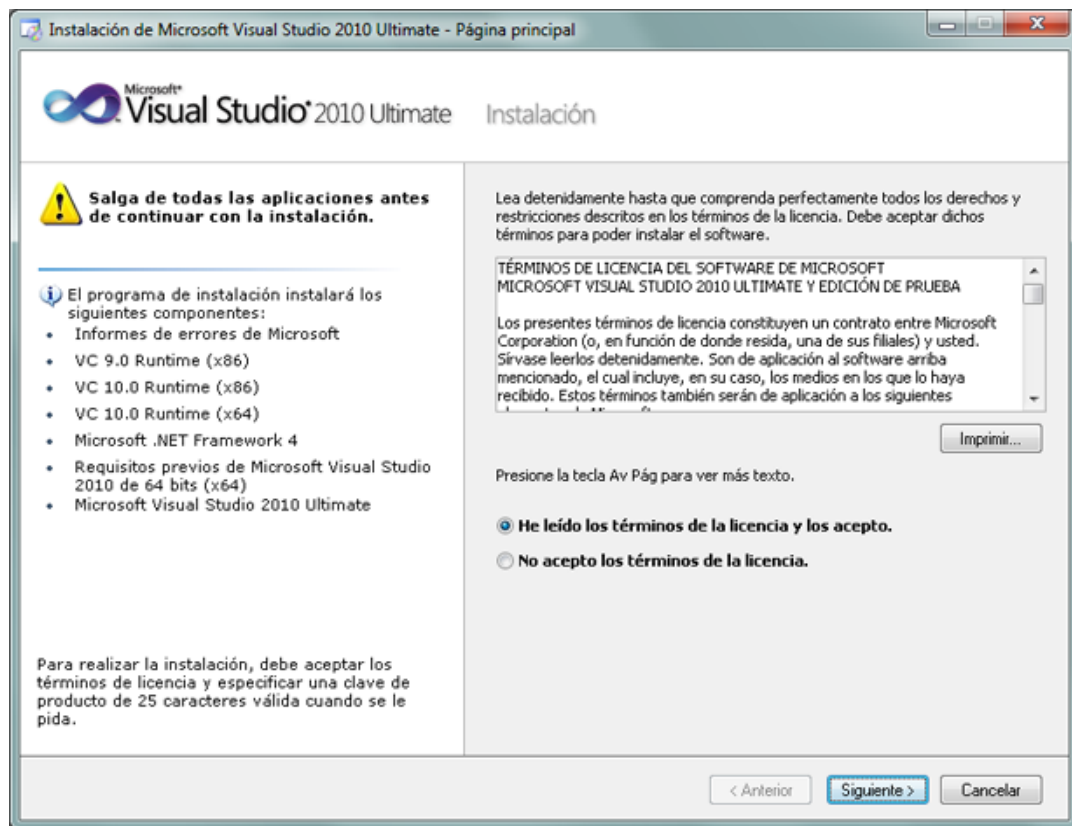 Instalación de Microsoft Visual Studio 2010 Ultimate - Página principal
Microsoft®
Visual Studio® 2010 Ultimate Instalación
Salga de todas las aplicaciones antes
de continuar con la instalación.
El programa de instalación instalará los
siguientes componentes:
Informes de errores de Microsoft
VC 9.0 Runtime (x86)
VC 10.0 Runtime (x86)
VC 10.0 Runtime (x64)
Microsoft .NET Framework 4
Requisitos previos de Microsoft Visual Studio
2010 de 64 bits (x64)
Microsoft Visual Studio 2010 Ultimate
Para realizar la instalación, debe aceptar los
términos de licencia y especificar una clave de
producto de 25 caracteres válida cuando se le
pida.
Lea detenidamente hasta que comprenda perfectamente todos los derechos y
restricciones descritos en los términos de la licencia. Debe aceptar dichos
términos para poder instalar el software.
TÉRMINOS DE LICENCIA DEL SOFTWARE DE MICROSOFT
MICROSOFT VISUAL STUDIO 2010 ULTIMATE Y EDICIÓN DE PRUEBA
Los presentes términos de licencia constituyen un contrato entre Microsoft
Corporation (o, en función de donde resida, una de sus filiales) y usted.
Sírvase leerlos detenidamente. Son de aplicación al software arriba
mencionado, el cual incluye, en su caso, los medios en los que lo haya
recibido. Estos términos también serán de aplicación a los siguientes
Imprimir...
Presione la tecla Av Pág para ver más texto.
He leído los términos de la licencia y los acepto.
No acepto los términos de la licencia.
< Anterior
Siguiente >
Cancelar